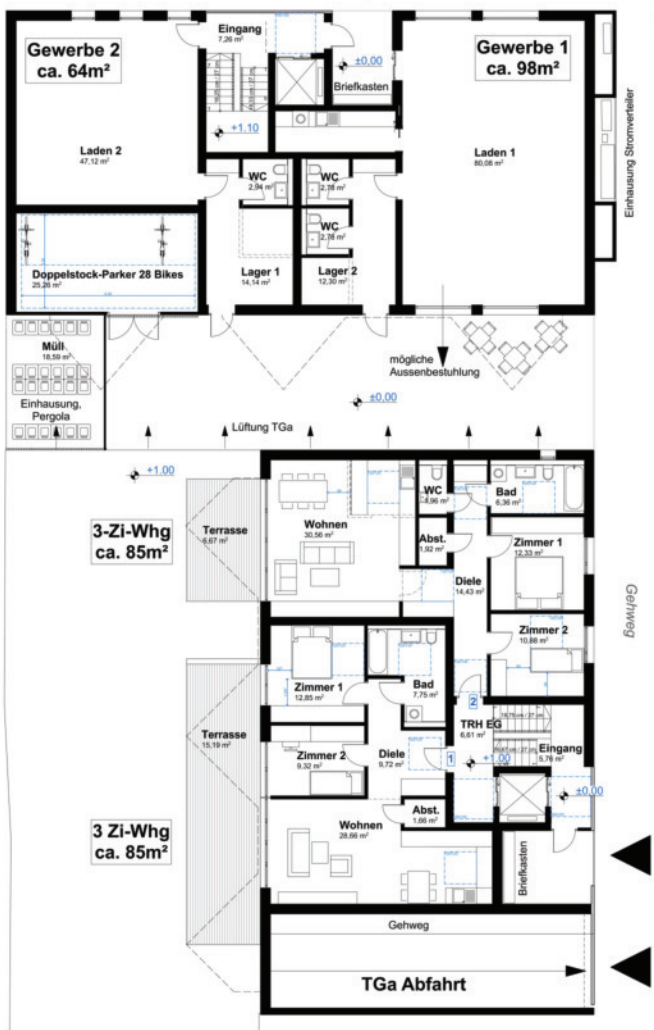 Gewerbe 2
ca. 64m²
Eingang
7,26 m²
±0,00
Briefkasten
Gewerbe 1
ca. 98m²
+1.10
Laden 2
47,12 m²
Laden 1
80,08 m²
Einhausung Stromverteiler
WC
2,94 m²
WC
2,78 m²
WC
2,78 m²
Lager 1
14,14 m²
Lager 2
12,30 m²
Doppelstock-Parker 28 Bikes
25,26 m²
Müll
18,59 m²
Einhausung,
Pergola
mögliche
Aussenbestuhlung
±0,00
Lüftung TGa
+1.00
3-Zi-Whg
ca. 85m²
Terrasse
6,67 m²
Wohnen
30,56 m²
WC
1,96 m²
Abst.
1,92 m²
Bad
6,36 m²
Zimmer 1
12,33 m²
Diele
14,43 m²
Zimmer 2
10,88 m²
Gehweg
Zimmer 1
12,85 m²
Bad
7,75 m²
2
TRH EG
6,61 m²
Eingang
5,76 m²
Terrasse
15,19 m²
Zimmer 2
9,32 m²
Diele
9,72 m²
1
+1.00
±0,00
3 Zi-Whg
ca. 85m²
Wohnen
28,66 m²
Abst.
1,66 m²
Briefkasten
Gehweg
TGa Abfahrt